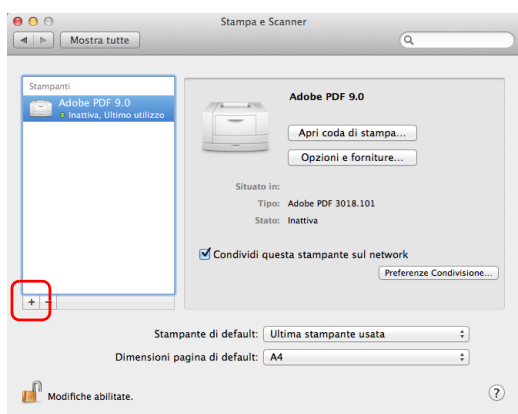 Stampa e Scanner
Mostra tutte
Stampanti
Adobe PDF 9.0
Inattiva, Ultimo utilizzo
Adobe PDF 9.0
Apri coda di stampa...
Opzioni e forniture...
Situato in:
Tipo: Adobe PDF 3018.101
Stato: Inattiva
Condividi questa stampante sul network
Preferenze Condivisione...
+ −
Stampante di default: Ultima stampante usata
Dimensioni pagina di default: A4
Modifiche abilitate.
?